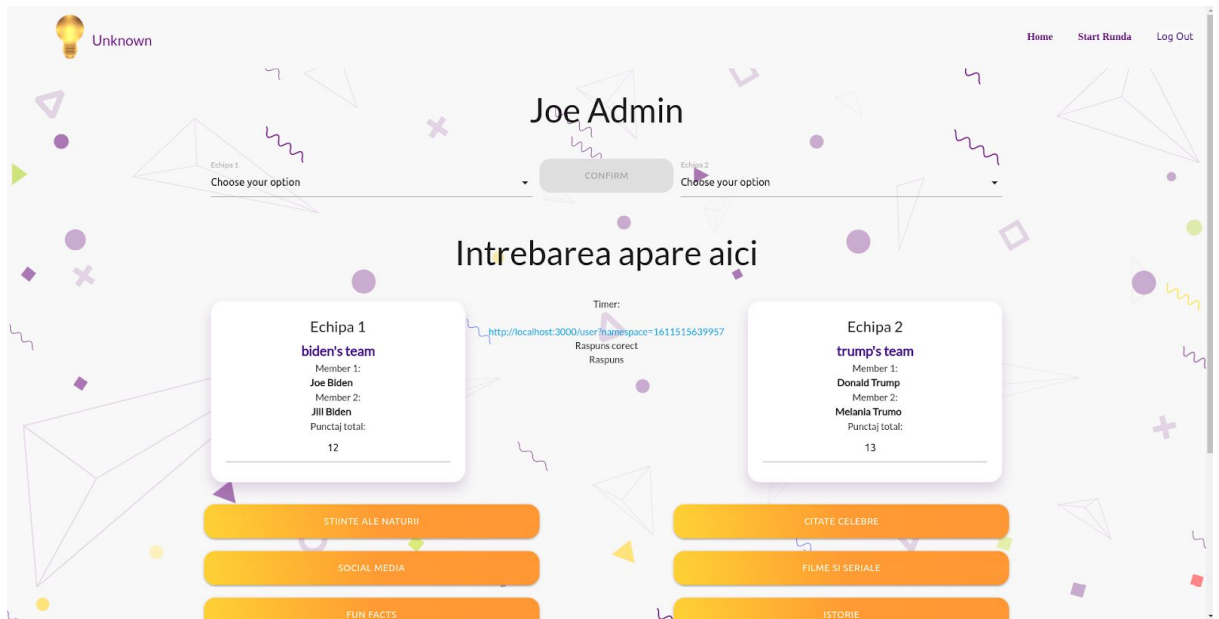 Unknown
Home Start Runda Log Out
Joe Admin
Echipa 1
Choose your option
CONFIRM
Echipa 2
Choose your option
Intrebarea apare aici
Timer:
http://localhost:3000/user?namespace=1611515639957
Raspuns corect
Raspuns
Echipa 1
biden's team
Member 1:
Joe Biden
Member 2:
Jill Biden
Punctaj total:
12
Echipa 2
trump's team
Member 1:
Donald Trump
Member 2:
Melania Trumo
Punctaj total:
13
STIINTE ALE NATURII
CITATE CELEBRE
SOCIAL MEDIA
FILME SI SERIALE
FUN FACTS
ISTORIE